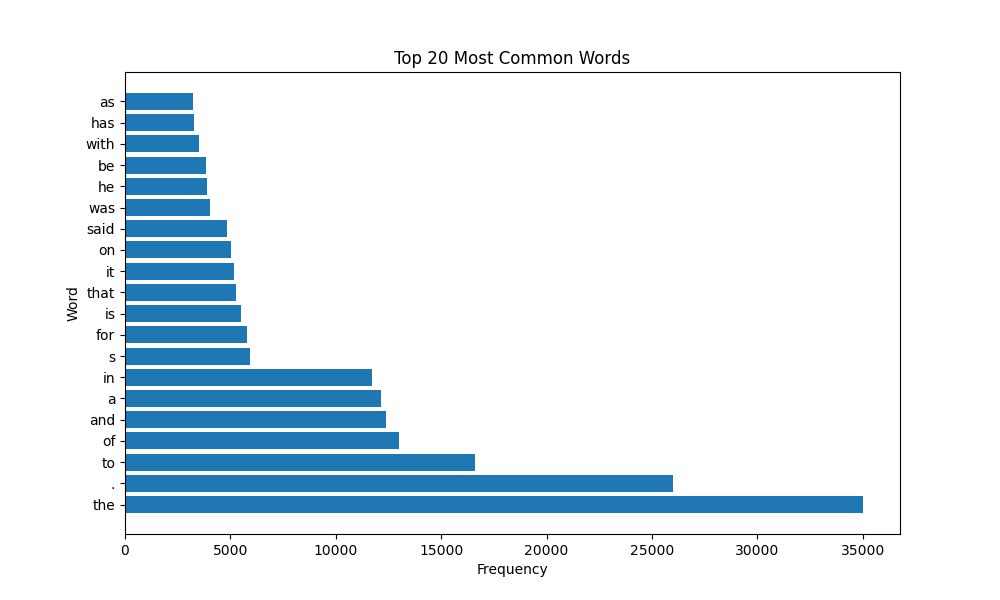 Top 20 Most Common Words
as
has
with
be
he
was
said
on
it
that
is
for
s
in
a
and
of
to
.
the
Word
0 5000 10000 15000 20000 25000 30000 35000
Frequency